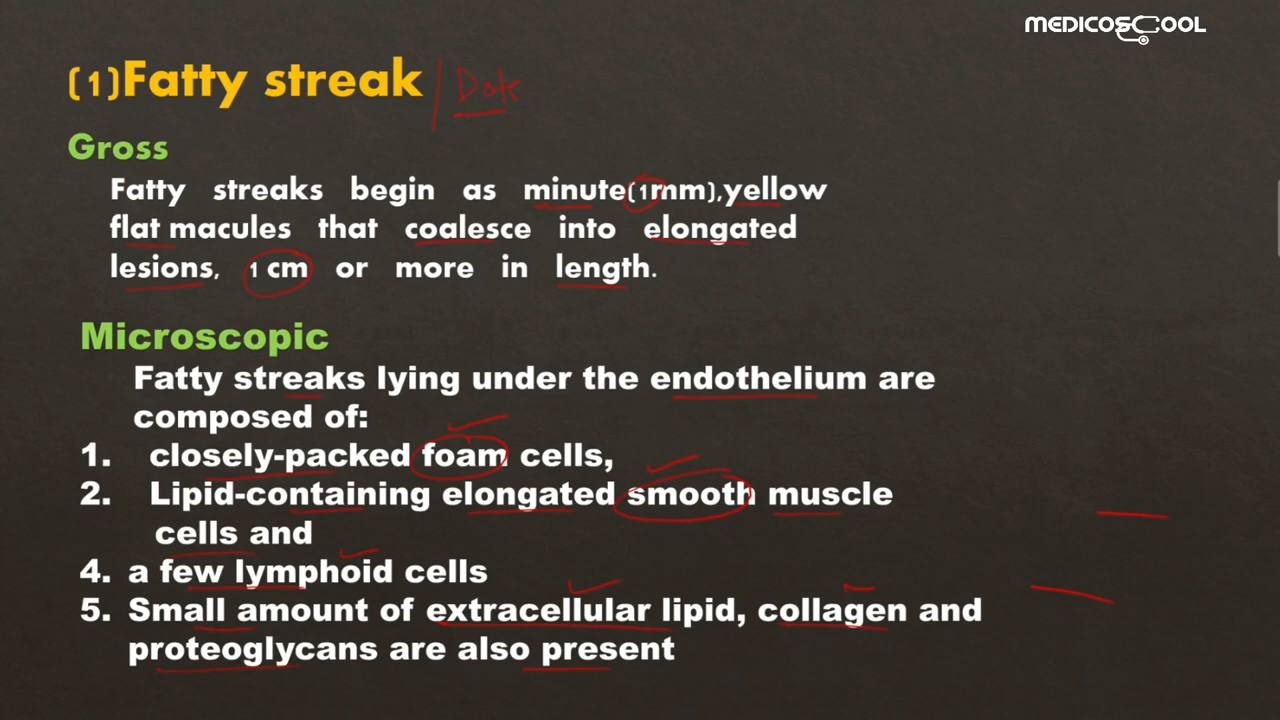 MEDICOSCOOL
(1)Fatty streak / Dots
Gross
Fatty streaks begin as minute(1mm),yellow
flat macules that coalesce into elongated
lesions, 1 cm or more in length.
Microscopic
Fatty streaks lying under the endothelium are
composed of:
1. closely-packed foam cells,
2. Lipid-containing elongated smooth muscle
cells and
4. a few lymphoid cells
5. Small amount of extracellular lipid, collagen and
proteoglycans are also present